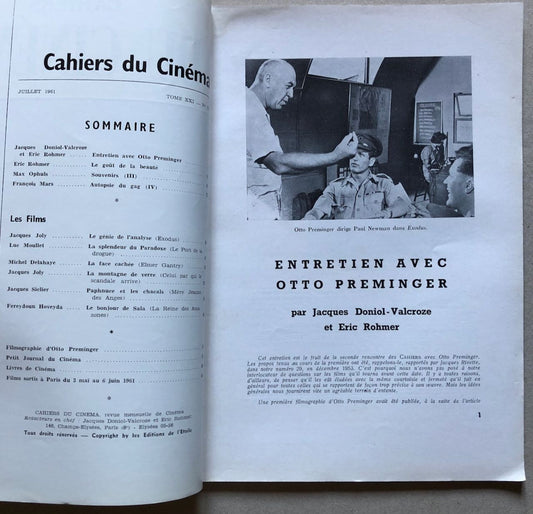 Cahiers du Cinéma
JUILLET 1961
TOME XXI
SOMMAIRE
Jacques Doniol-Valcroze
et Eric Rohmer ..... Entretien avec Otto Preminger
Eric Rohmer ..... Le goût de la beauté
Max Ophuls ..... Souvenirs (III)
François Mars ..... Autopsie du gag (IV)
Les Films
Jacques Joly ..... Le génie de l'analyse (Exodus)
Luc Moullet ..... La splendeur du Paradoxe (Le Port de la
drogue)
Michel Delahaye ..... La face cachée (Elmer Gantry)
Jacques Joly ..... La montagne de verre (Celui par qui le
scandale arrive)
Jacques Siclier ..... Paphnuce et les chacals (Mère Jeanne
des Anges)
Fereydoun Hoveyda ..... Le bonjour de Sala (La Reine des Ama-
zones)
Filmographie d'Otto Preminger
Petit Journal du Cinéma
Livres de Cinéma
Films sortis à Paris du 3 mai au 6 juin 1961
CAHIERS DU CINEMA, revue mensuelle de Cinéma
Rédacteurs en chef : Jacques Doniol-Valcroze et Eric Rohmer
146, Champs-Elysées, Paris (8e) - Elysées 05-38
Tous droits réservés — Copyright by les Editions de l'Etoile
Otto Preminger dirige Paul Newman dans Exodus.
ENTRETIEN AVEC
OTTO PREMINGER
par Jacques Doniol-Valcroze
et Eric Rohmer
Cet entretien est le fruit de la seconde rencontre des CAHIERS avec Otto Preminger.
Les propos tenus au cours de la première ont été, rappelons-le, rapportés par Jacques Rivette,
dans notre numéro 29, en décembre 1953. C'est pourquoi nous n'avons pas posé à notre
interlocuteur de questions sur les films qu'il tourna avant cette date. Il y a toutes raisons,
d'ailleurs, de penser qu'il les eût éludées avec la même courtoisie et fermeté qu'il fait en
général pour toutes celles qui se rapportent de façon trop précise à son œuvre. Mais les idées
générales nous fournissent vite un agréable terrain d'entente.
Une première filmographie d'Otto Preminger avait été publiée, à la suite de l'article
1